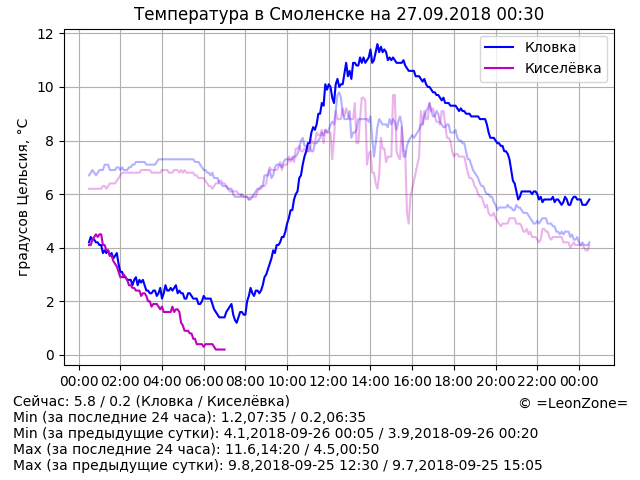 Температура в Смоленске на 27.09.2018 00:30
12
10
8
6
4
2
0
градусов Цельсия, °C
Кловка
Киселёвка
00:00 02:00 04:00 06:00 08:00 10:00 12:00 14:00 16:00 18:00 20:00 22:00 00:00
Сейчас: 5.8 / 0.2 (Кловка / Киселёвка)
© =LeonZone=
Min (за последние 24 часа): 1.2,07:35 / 0.2,06:35
Min (за предыдущие сутки): 4.1,2018-09-26 00:05 / 3.9,2018-09-26 00:20
Max (за последние 24 часа): 11.6,14:20 / 4.5,00:50
Max (за предыдущие сутки): 9.8,2018-09-25 12:30 / 9.7,2018-09-25 15:05